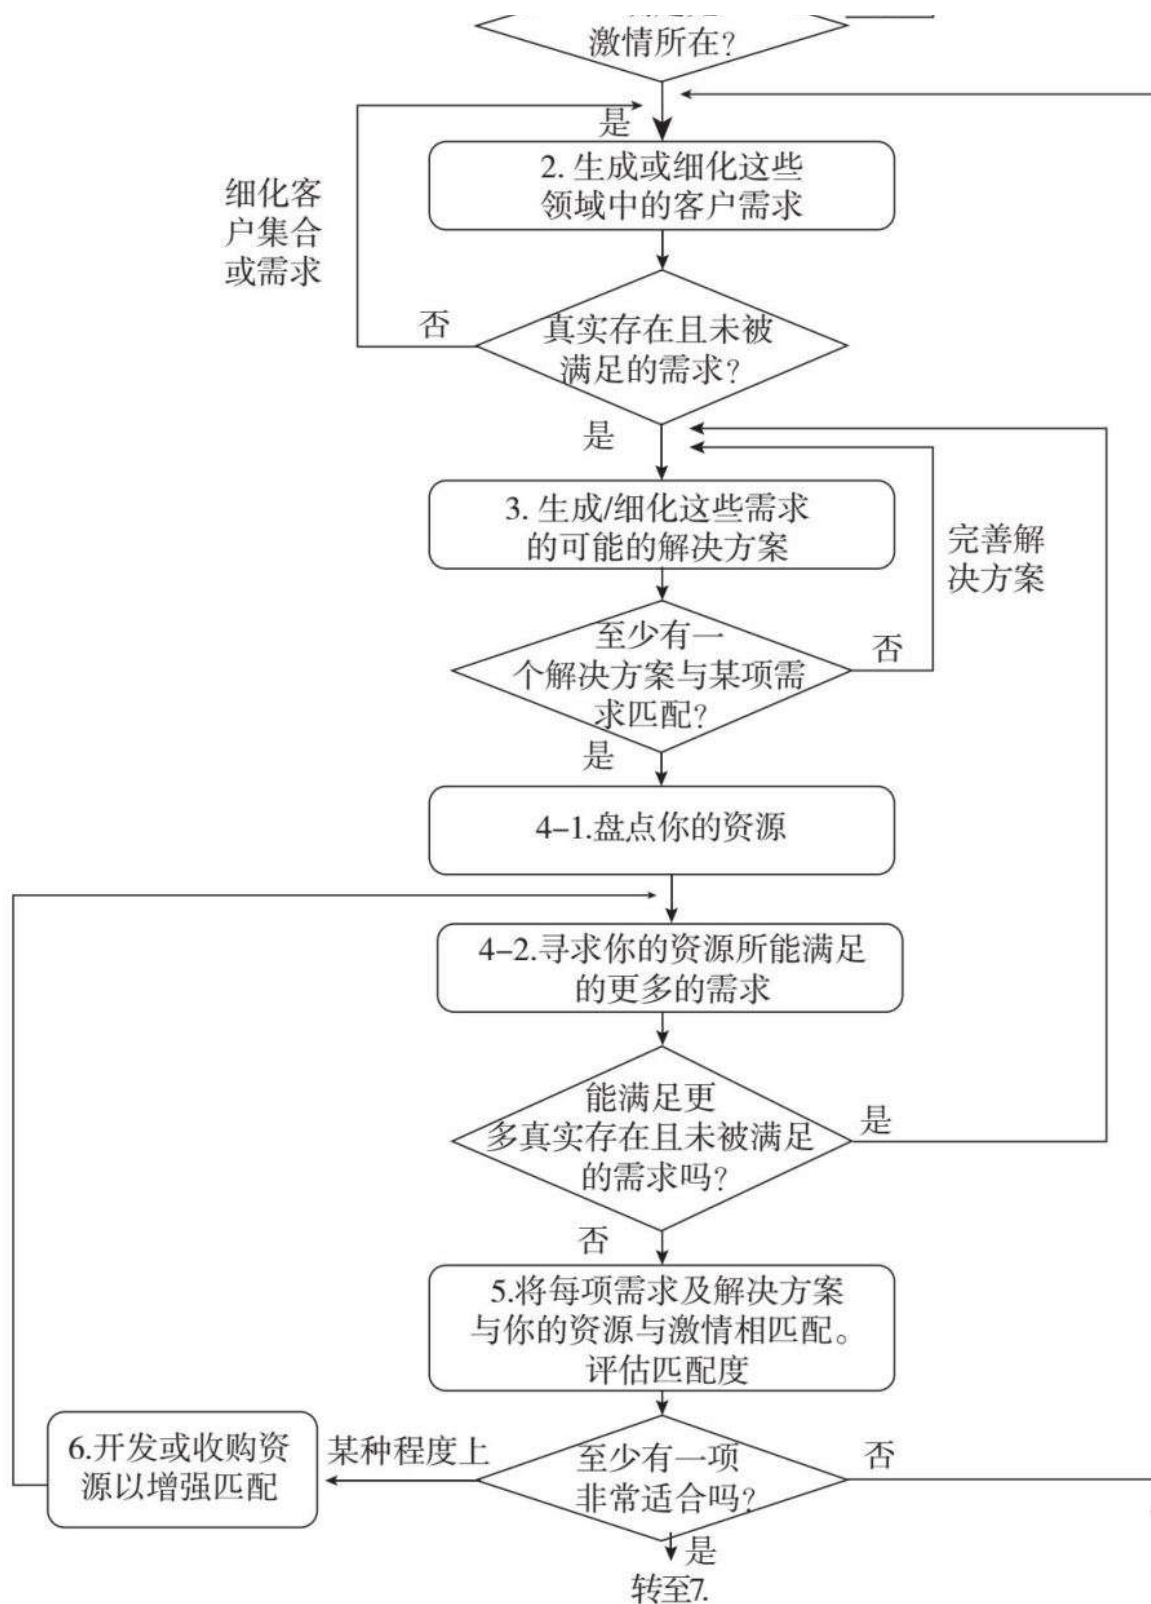 激情所在？
是
2. 生成或细化这些
领域中的客户需求
细化客
户集合
或需求
否
真实存在且未被
满足的需求？
是
3. 生成/细化这些需求
的可能的解决方案
完善解
决方案
至少有一
个解决方案与某项需
求匹配？
否
是
4-1.盘点你的资源
4-2.寻求你的资源所能满足
的更多的需求
能满足更
多真实存在且未被满足
的需求吗？
是
否
5.将每项需求及解决方案
与你的资源与激情相匹配。
评估匹配度
6.开发或收购资
源以增强匹配
某种程度上
至少有一项
非常适合吗？
否
是
转至7.